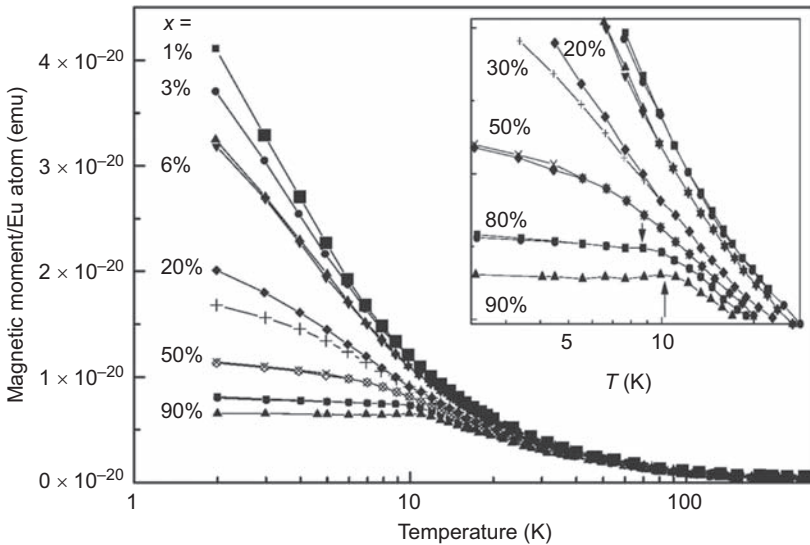 Magnetic moment/Eu atom (emu)
4 × 10⁻²⁰
3 × 10⁻²⁰
2 × 10⁻²⁰
1 × 10⁻²⁰
0 × 10⁻²⁰
x =
1%
3%
6%
20%
50%
90%
1
10
100
Temperature (K)
20%
30%
50%
80%
90%
5
10
T (K)